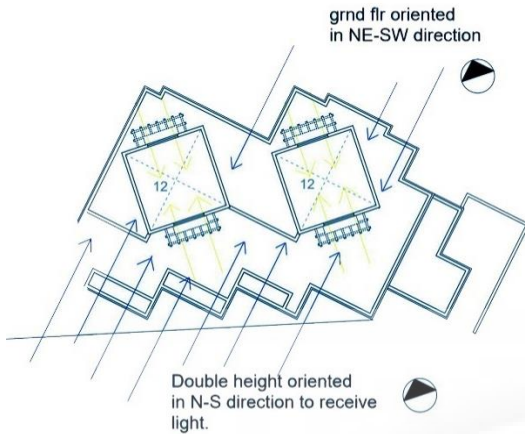 grnd flr oriented
in NE-SW direction
12
12
Double height oriented
in N-S direction to receive
light.